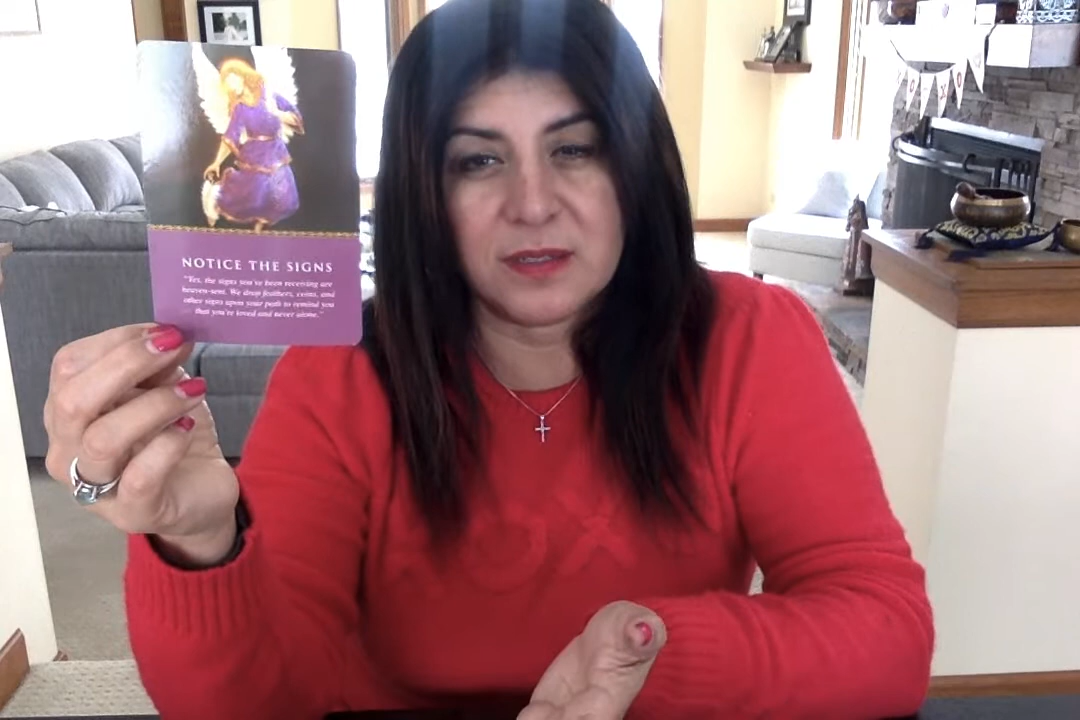 NOTICE THE SIGNS
"Yes, the signs you've been receiving are
heaven-sent. We drop feathers, coins, and
other signs upon your path to remind you
that you're loved and never alone."
XOX
O X O